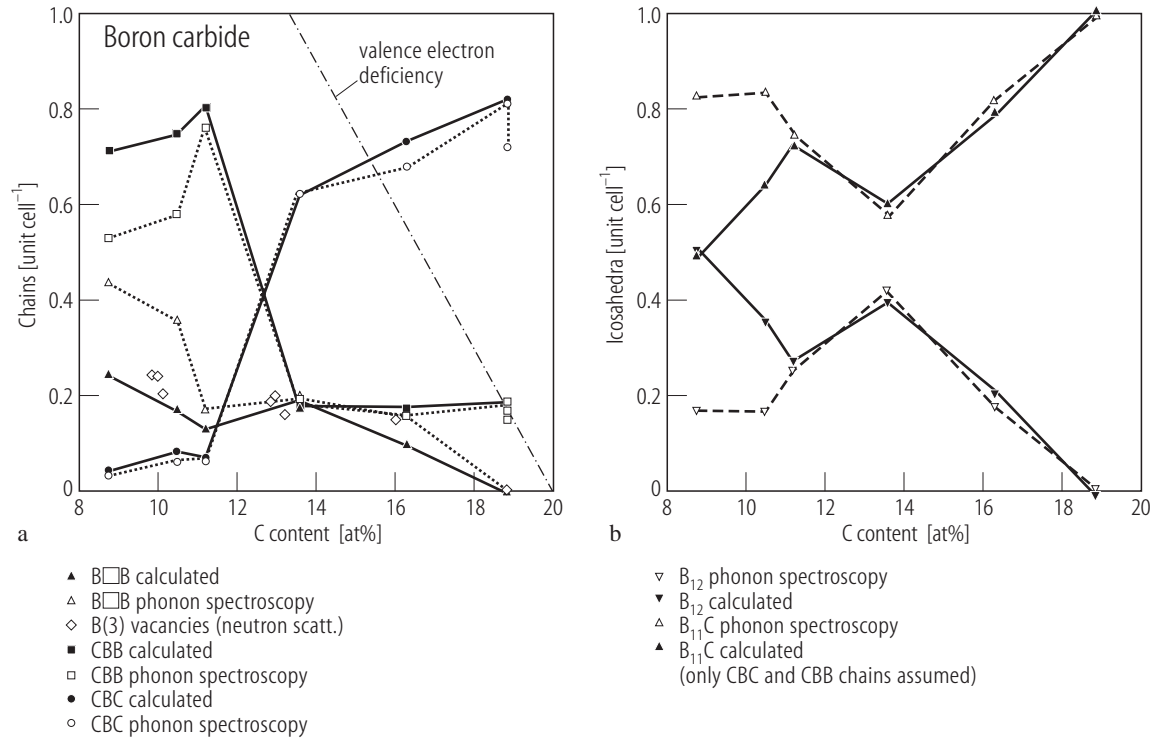 Boron carbide
valence electron
deficiency
1.0
0.8
0.6
0.4
0.2
0
Chains [unit cell⁻¹]
8 10 12 14 16 18 20
C content [at%]
a
B□B calculated
B□B phonon spectroscopy
B(3) vacancies (neutron scatt.)
CBB calculated
CBB phonon spectroscopy
CBC calculated
CBC phonon spectroscopy
1.0
0.8
0.6
0.4
0.2
0
Icosahedra [unit cell⁻¹]
8 10 12 14 16 18 20
C content [at%]
b
B₁₂ phonon spectroscopy
B₁₂ calculated
B₁₁C phonon spectroscopy
B₁₁C calculated
(only CBC and CBB chains assumed)